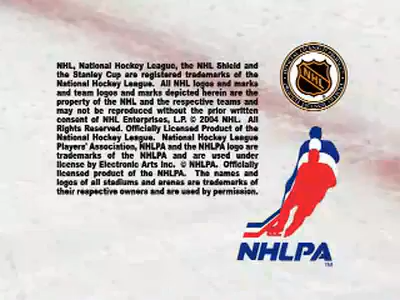 NHL, National Hockey League, the NHL Shield and
the Stanley Cup are registered trademarks of the
National Hockey League. All NHL logos and marks
and team logos and marks depicted herein are the
property of the NHL and the respective teams and
may not be reproduced without the prior written
consent of NHL Enterprises, L.P. © 2004 NHL. All
Rights Reserved. Officially Licensed Product of the
National Hockey League. National Hockey League
Players' Association, NHLPA and the NHLPA logo are
trademarks of the NHLPA and are used under
license by Electronic Arts Inc. © NHLPA. Officially
licensed product of the NHLPA. The names and
logos of all stadiums and arenas are trademarks of
their respective owners and are used by permission.
NHL
NHLPA
TM